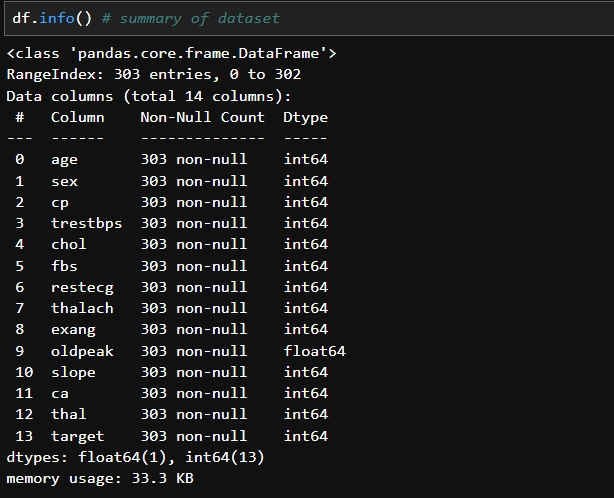 df.info() # summary of dataset
<class 'pandas.core.frame.DataFrame'>
RangeIndex: 303 entries, 0 to 302
Data columns (total 14 columns):
 #   Column    Non-Null Count  Dtype
---  ------    --------------  -----
 0   age       303 non-null    int64
 1   sex       303 non-null    int64
 2   cp        303 non-null    int64
 3   trestbps  303 non-null    int64
 4   chol      303 non-null    int64
 5   fbs       303 non-null    int64
 6   restecg   303 non-null    int64
 7   thalach   303 non-null    int64
 8   exang     303 non-null    int64
 9   oldpeak   303 non-null    float64
 10  slope     303 non-null    int64
 11  ca        303 non-null    int64
 12  thal      303 non-null    int64
 13  target    303 non-null    int64
dtypes: float64(1), int64(13)
memory usage: 33.3 KB